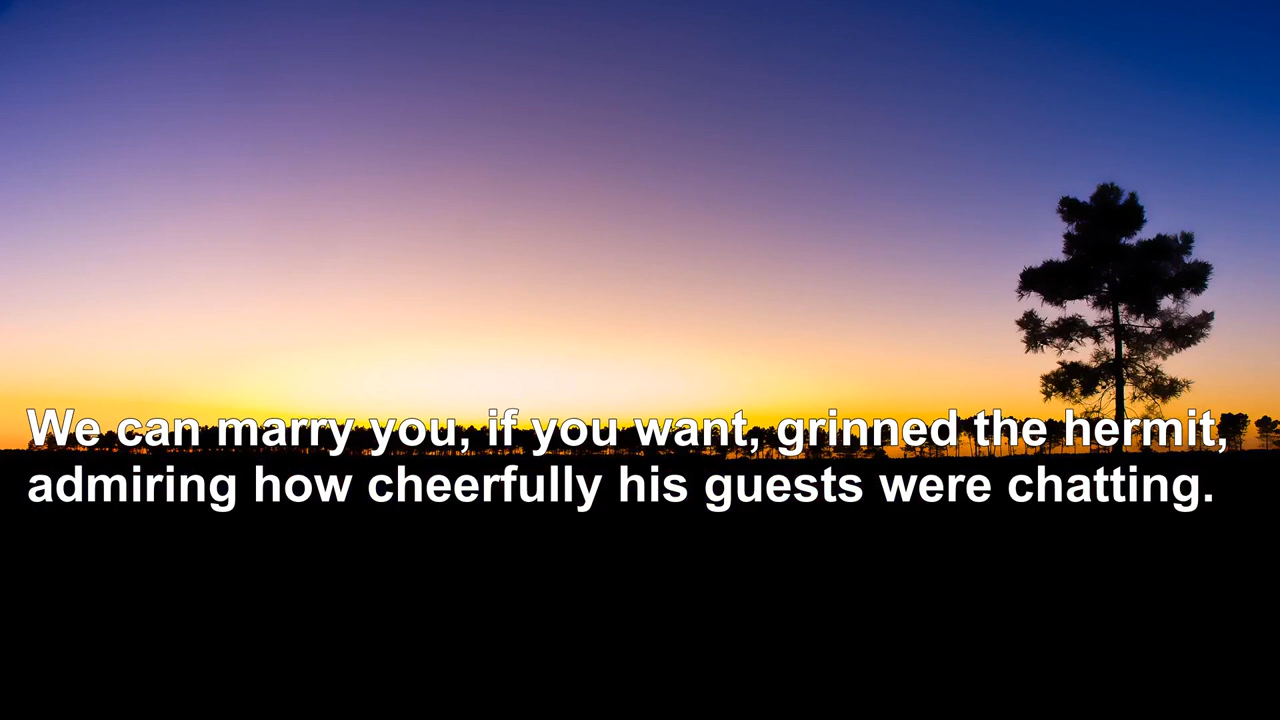 We can marry you, if you want, grinned the hermit,
admiring how cheerfully his guests were chatting.